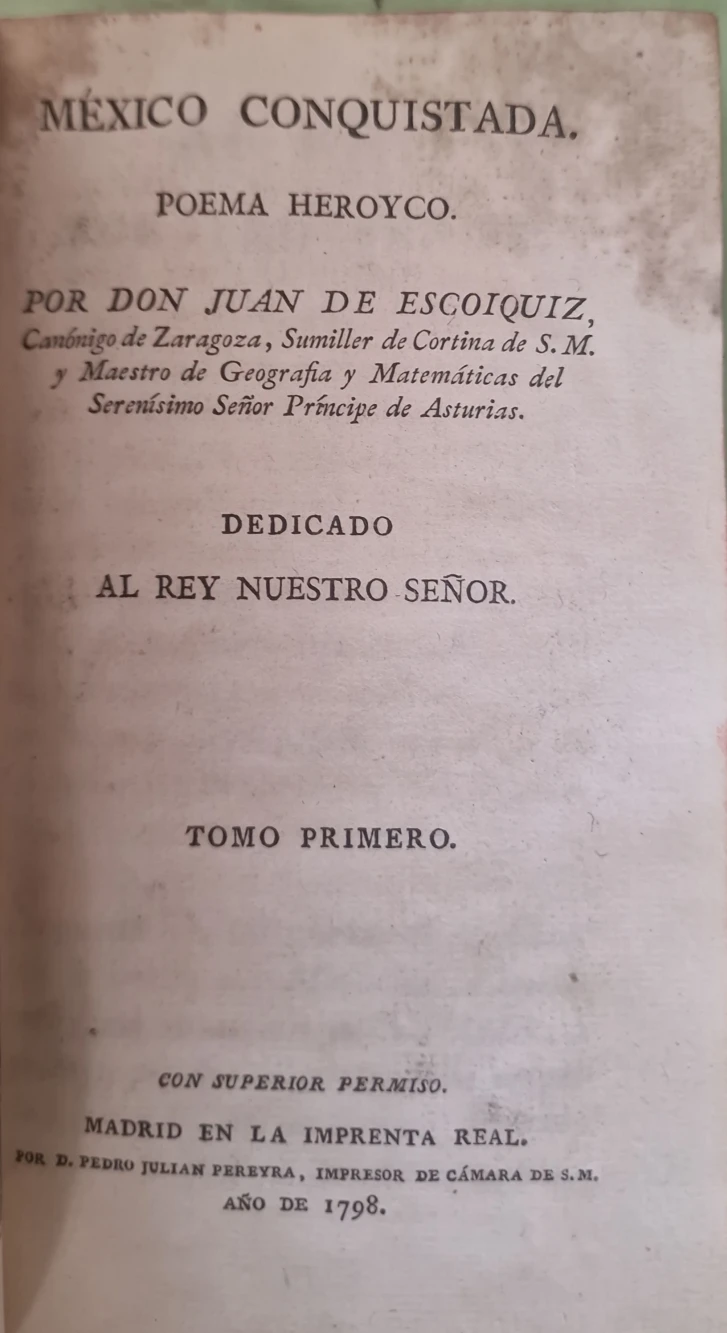 MÉXICO CONQUISTADA.
POEMA HEROYCO.
POR DON JUAN DE ESCOIQUIZ,
Canónigo de Zaragoza, Sumiller de Cortina de S. M.
y Maestro de Geografia y Matemáticas del
Serenísimo Señor Príncipe de Asturias.
DEDICADO
AL REY NUESTRO SEÑOR.
TOMO PRIMERO.
CON SUPERIOR PERMISO.
MADRID EN LA IMPRENTA REAL.
POR D. PEDRO JULIAN PEREYRA, IMPRESOR DE CÁMARA DE S.M.
AÑO DE 1798.